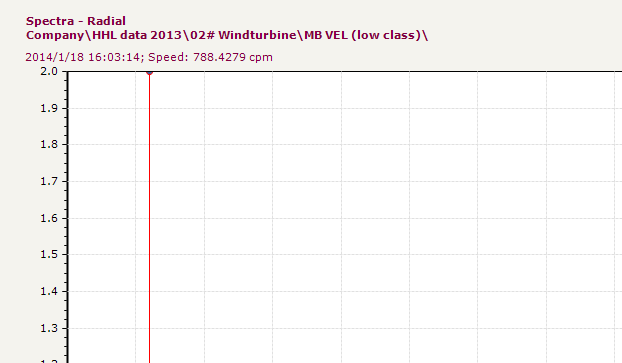 Spectra - Radial
Company\HHL data 2013\02# Windturbine\MB VEL (low class)\
2014/1/18 16:03:14; Speed: 788.4279 cpm
2.0
1.9
1.8
1.7
1.6
1.5
1.4
1.3